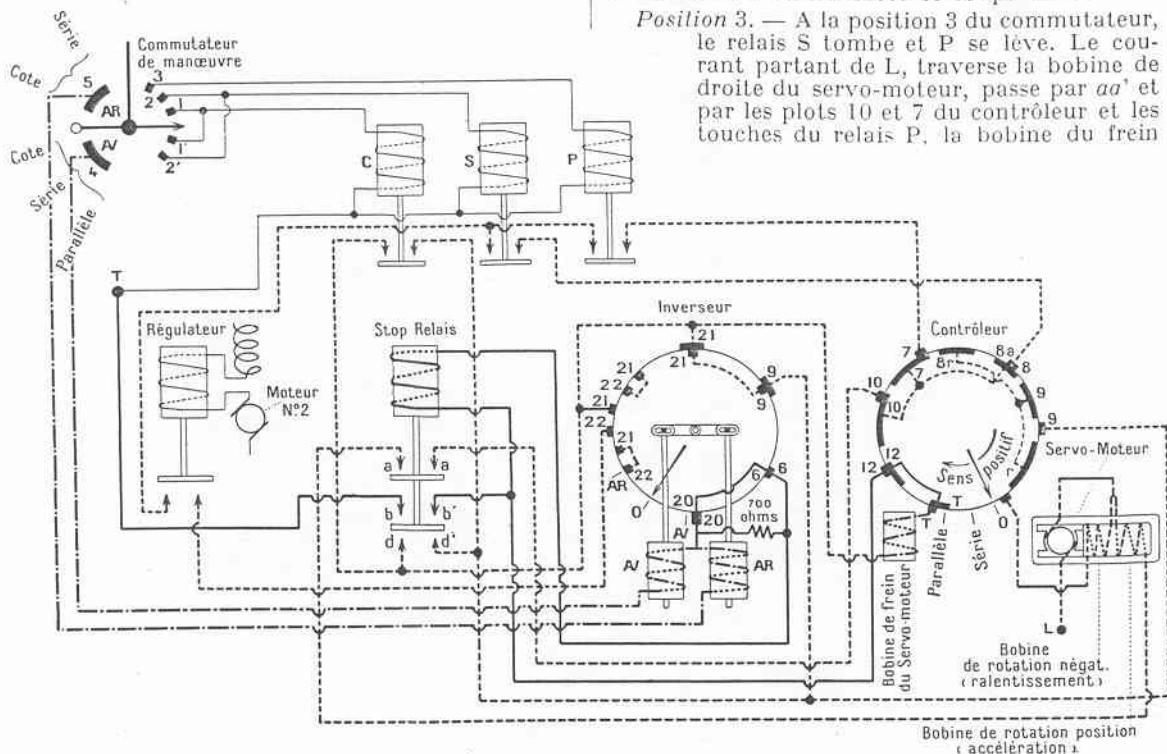 Position 3. — A la position 3 du commutateur,
le relais S tombe et P se lève. Le cou-
rant partant de L, traverse la bobine de
droite du servo-moteur, passe par aa' et
par les plots 10 et 7 du contrôleur et les
touches du relais P, la bobine du frein
Série
Commutateur
de manœuvre
Cote
5
3
2
1
AR
AV
1'
2'
4
Cote
Série
Parallèle
C
S
P
T
Régulateur
Moteur
N°2
Stop Relais
a
a
b
b'
d
d'
Inverseur
21
21
9
9
21
22
21
22
21
22
AR
O
6
6
20
20
AV
700
ohms
AV
AR
Contrôleur
7
7
8r
8a
8
9
9
10
10
12
12
Sens
positif
T
T
O
Parallèle
Série
Servo-Moteur
Bobine de frein
du Servo-moteur
L
Bobine
de rotation négat.
(ralentissement)
Bobine de rotation position
(accélération)